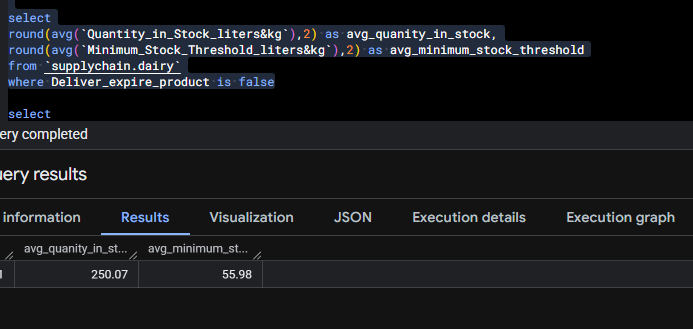 select
round(avg(`Quantity_in_Stock_liters&kg`),2) as avg_quanity_in_stock,
round(avg(`Minimum_Stock_Threshold_liters&kg`),2) as avg_minimum_stock_threshold
from `supplychain.dairy`
where Deliver_expire_product is false
select
ery completed
uery results
information Results Visualization JSON Execution details Execution graph
avg_quanity_in_st... avg_minimum_st...
250.07 55.98